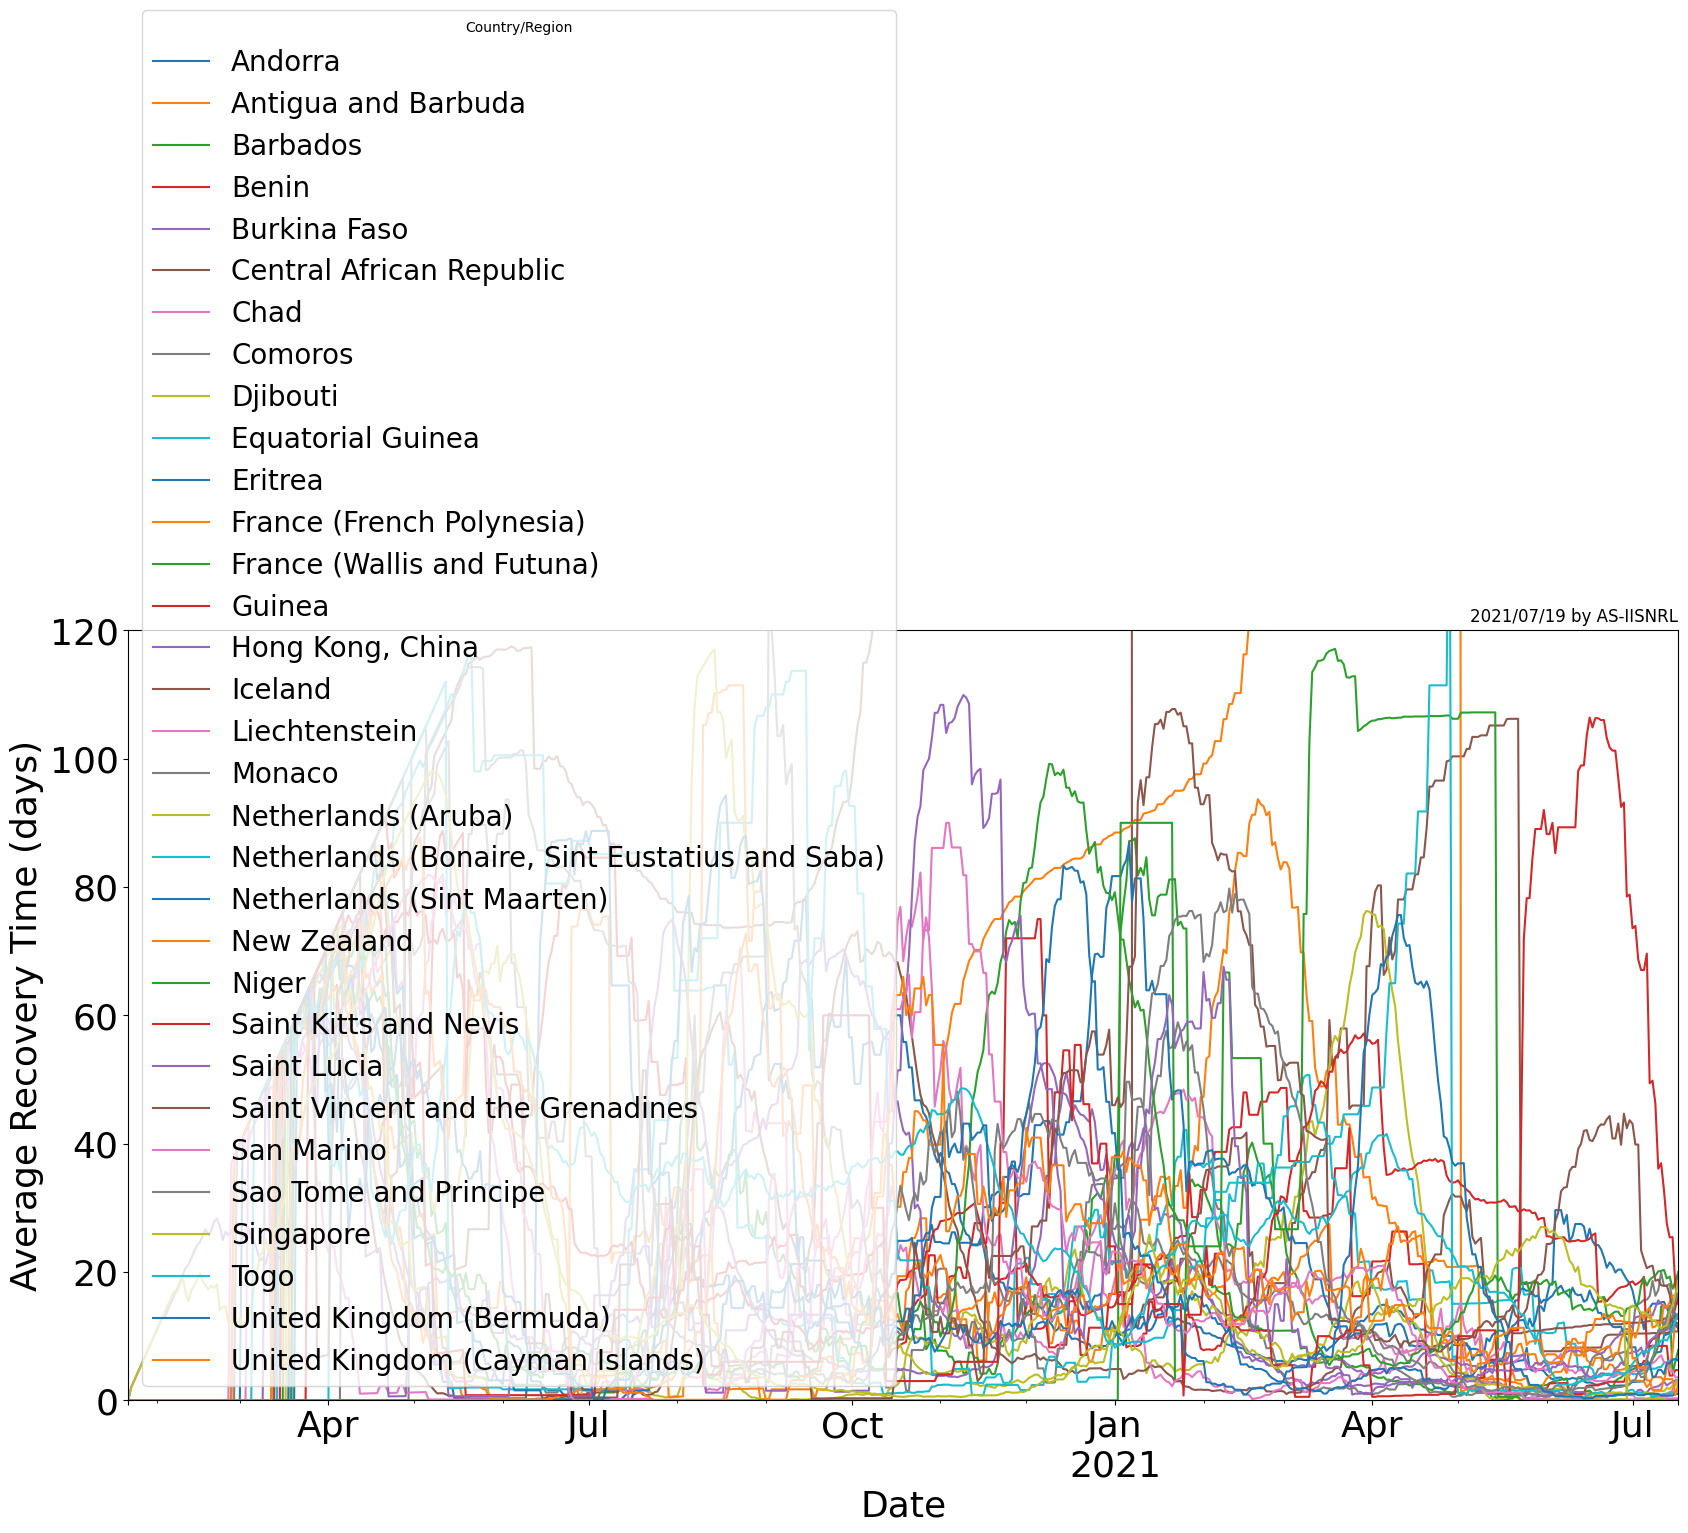 Country/Region
Andorra
Antigua and Barbuda
Barbados
Benin
Burkina Faso
Central African Republic
Chad
Comoros
Djibouti
Equatorial Guinea
Eritrea
France (French Polynesia)
France (Wallis and Futuna)
Guinea
Hong Kong, China
Iceland
Liechtenstein
Monaco
Netherlands (Aruba)
Netherlands (Bonaire, Sint Eustatius and Saba)
Netherlands (Sint Maarten)
New Zealand
Niger
Saint Kitts and Nevis
Saint Lucia
Saint Vincent and the Grenadines
San Marino
Sao Tome and Principe
Singapore
Togo
United Kingdom (Bermuda)
United Kingdom (Cayman Islands)
2021/07/19 by AS-IISNRL
Average Recovery Time (days)
120
100
80
60
40
20
0
Apr Jul Oct Jan Apr Jul
2021
Date